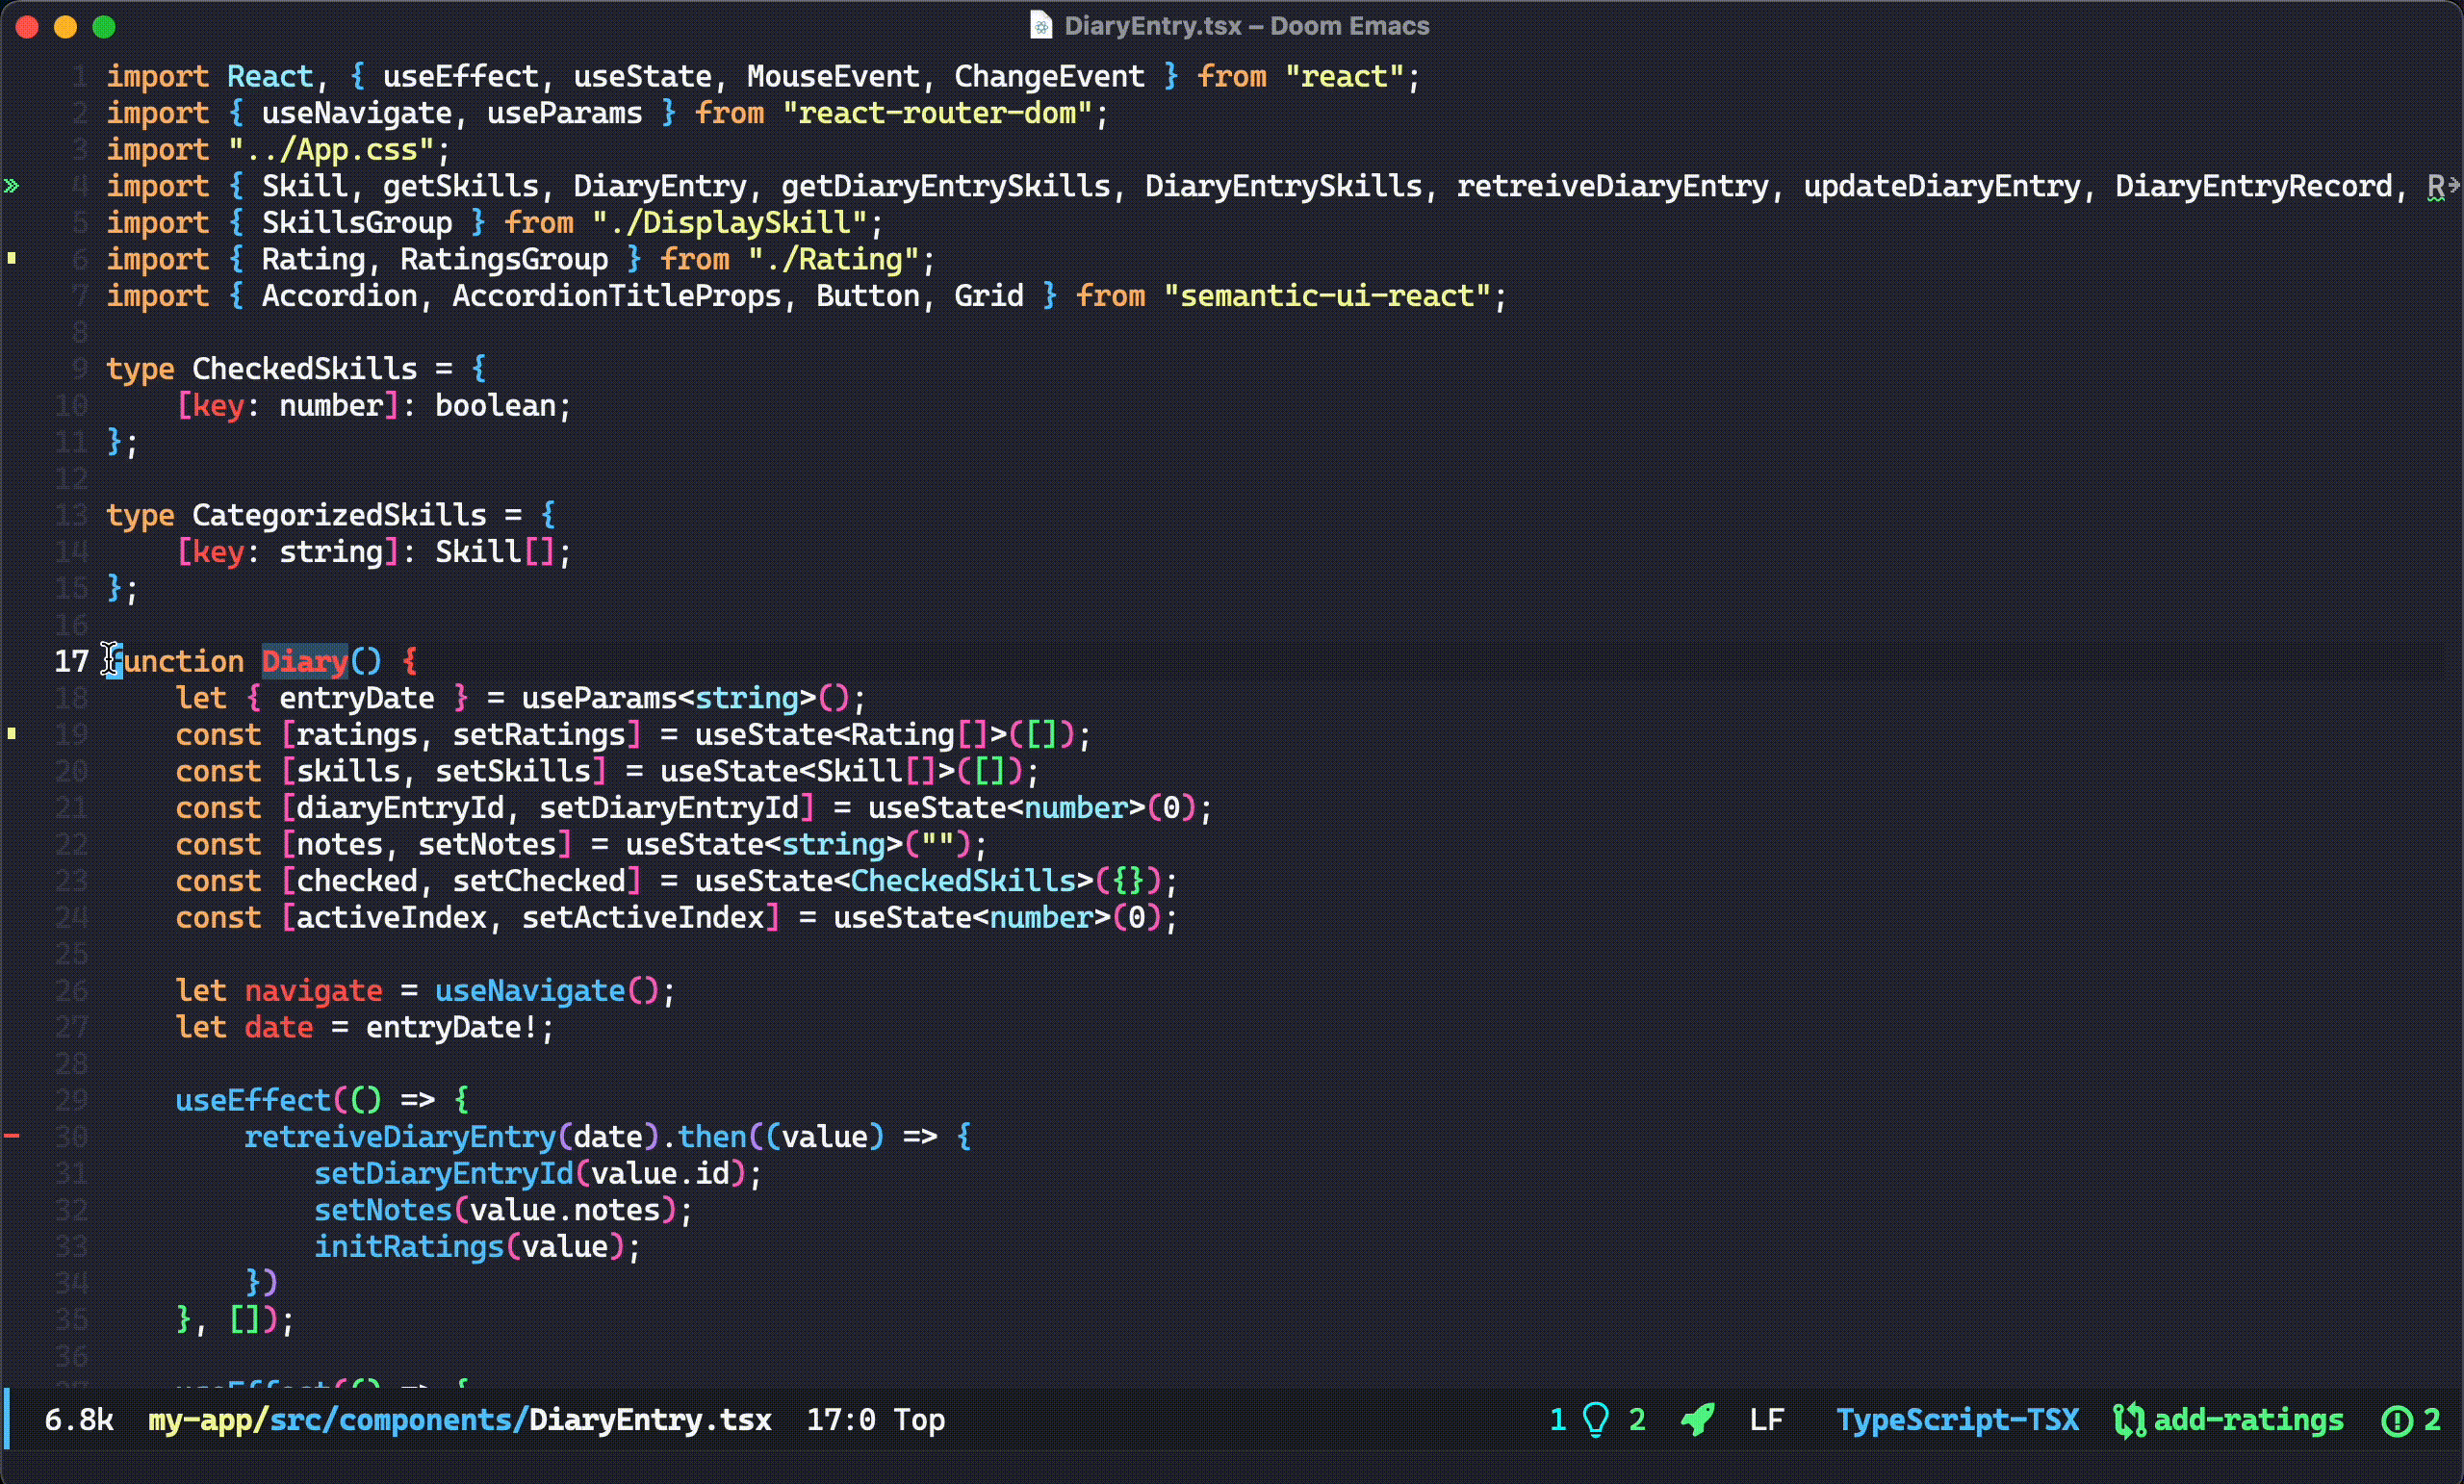 DiaryEntry.tsx – Doom Emacs
1 import React, { useEffect, useState, MouseEvent, ChangeEvent } from "react";
2 import { useNavigate, useParams } from "react-router-dom";
3 import "../App.css";
4 import { Skill, getSkills, DiaryEntry, getDiaryEntrySkills, DiaryEntrySkills, retreiveDiaryEntry, updateDiaryEntry, DiaryEntryRecord, R
5 import { SkillsGroup } from "./DisplaySkill";
6 import { Rating, RatingsGroup } from "./Rating";
7 import { Accordion, AccordionTitleProps, Button, Grid } from "semantic-ui-react";
8
9 type CheckedSkills = {
10     [key: number]: boolean;
11 };
12
13 type CategorizedSkills = {
14     [key: string]: Skill[];
15 };
16
17 function Diary() {
18     let { entryDate } = useParams<string>();
19     const [ratings, setRatings] = useState<Rating[]>([]);
20     const [skills, setSkills] = useState<Skill[]>([]);
21     const [diaryEntryId, setDiaryEntryId] = useState<number>(0);
22     const [notes, setNotes] = useState<string>("");
23     const [checked, setChecked] = useState<CheckedSkills>({});
24     const [activeIndex, setActiveIndex] = useState<number>(0);
25
26     let navigate = useNavigate();
27     let date = entryDate!;
28
29     useEffect(() => {
30         retreiveDiaryEntry(date).then((value) => {
31             setDiaryEntryId(value.id);
32             setNotes(value.notes);
33             initRatings(value);
34         })
35     }, []);
36
37     useEffect(() => {
6.8k my-app/src/components/DiaryEntry.tsx 17:0 Top 1 2 LF TypeScript-TSX add-ratings 2